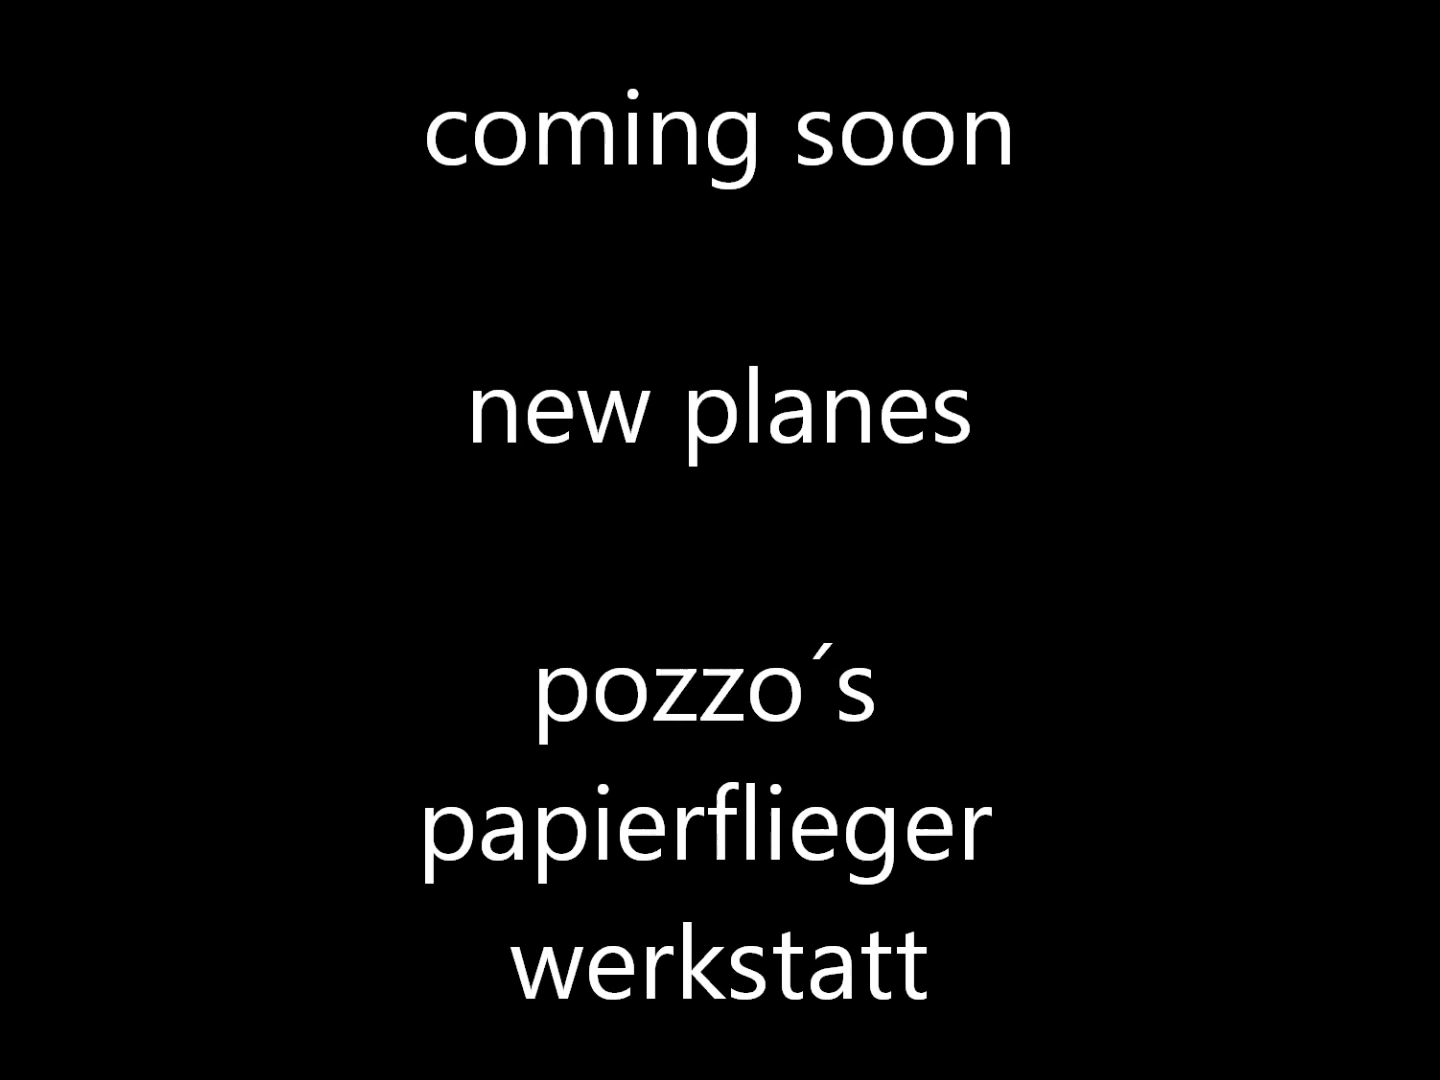 coming soon
new planes
pozzo´s
papierflieger
werkstatt